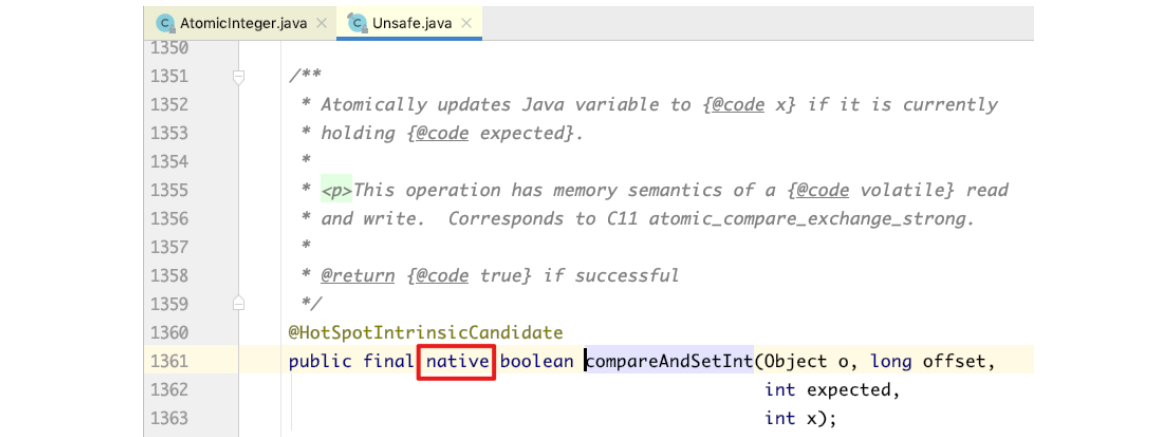 AtomicInteger.java × Unsafe.java ×
1350
1351 /**
1352 * Atomically updates Java variable to {@code x} if it is currently
1353 * holding {@code expected}.
1354 *
1355 * <p>This operation has memory semantics of a {@code volatile} read
1356 * and write.  Corresponds to C11 atomic_compare_exchange_strong.
1357 *
1358 * @return {@code true} if successful
1359 */
1360 @HotSpotIntrinsicCandidate
1361 public final native boolean compareAndSetInt(Object o, long offset,
1362 int expected,
1363 int x);